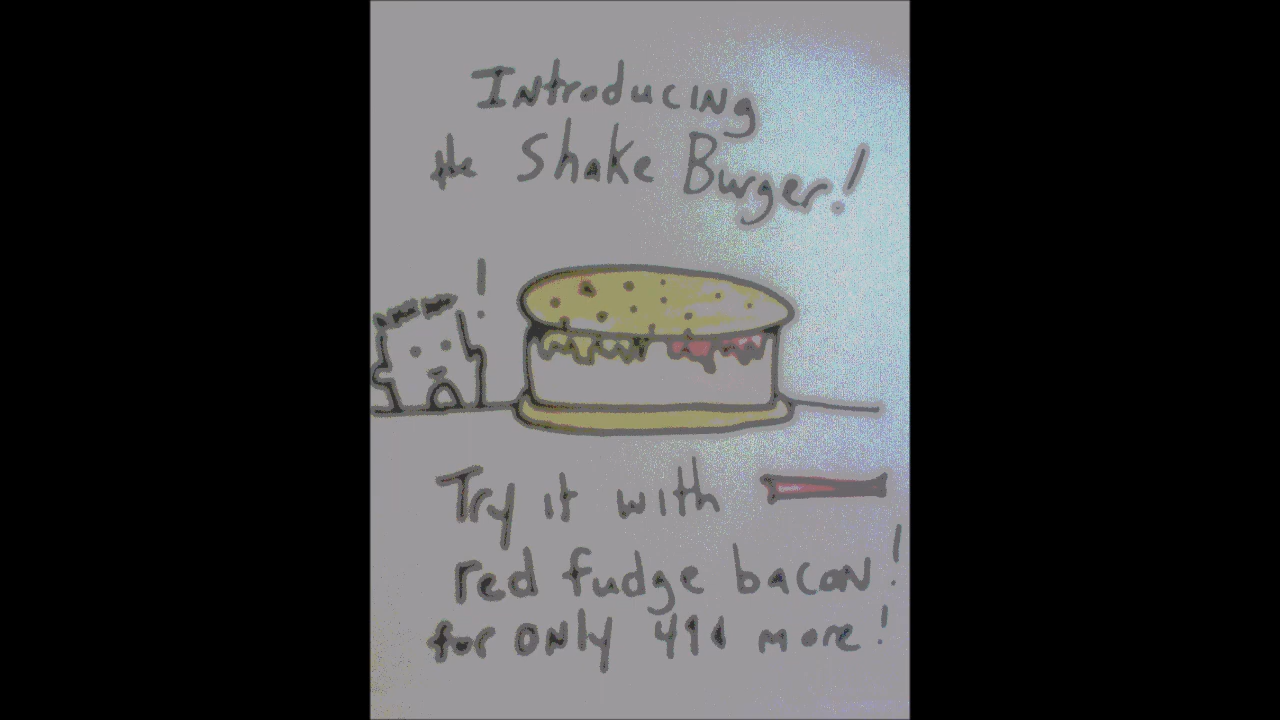 Introducing
the Shake Burger!
!
Try it with
red fudge bacon!
for only 49¢ more!